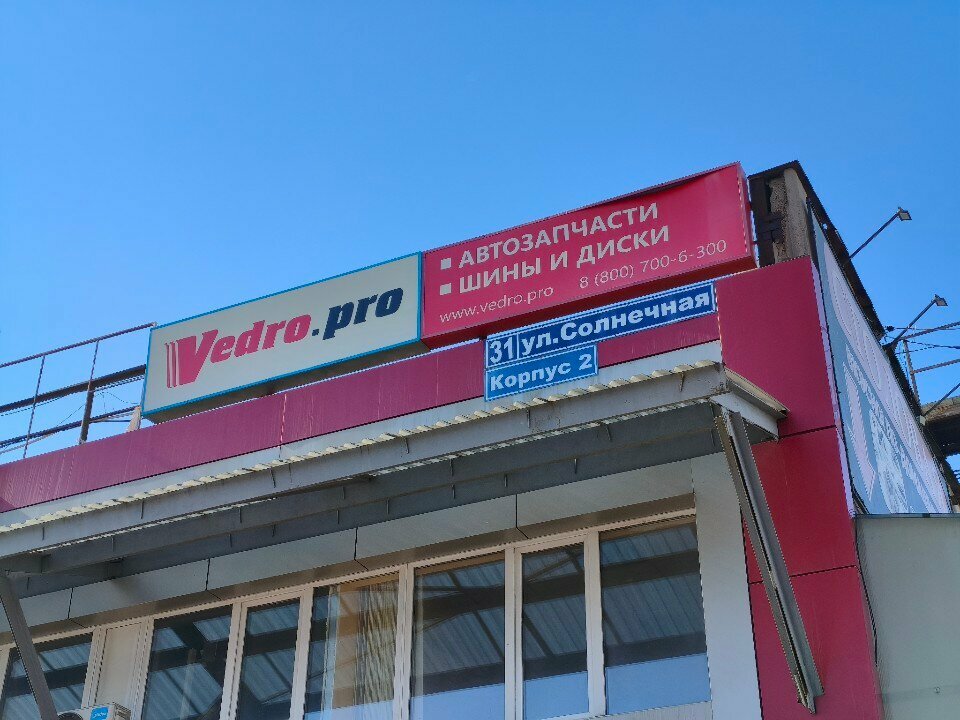 Vedro.pro
▪ АВТОЗАПЧАСТИ
▪ ШИНЫ И ДИСКИ
www.vedro.pro 8 (800) 700-6-300
31 ул.Солнечная
Корпус 2